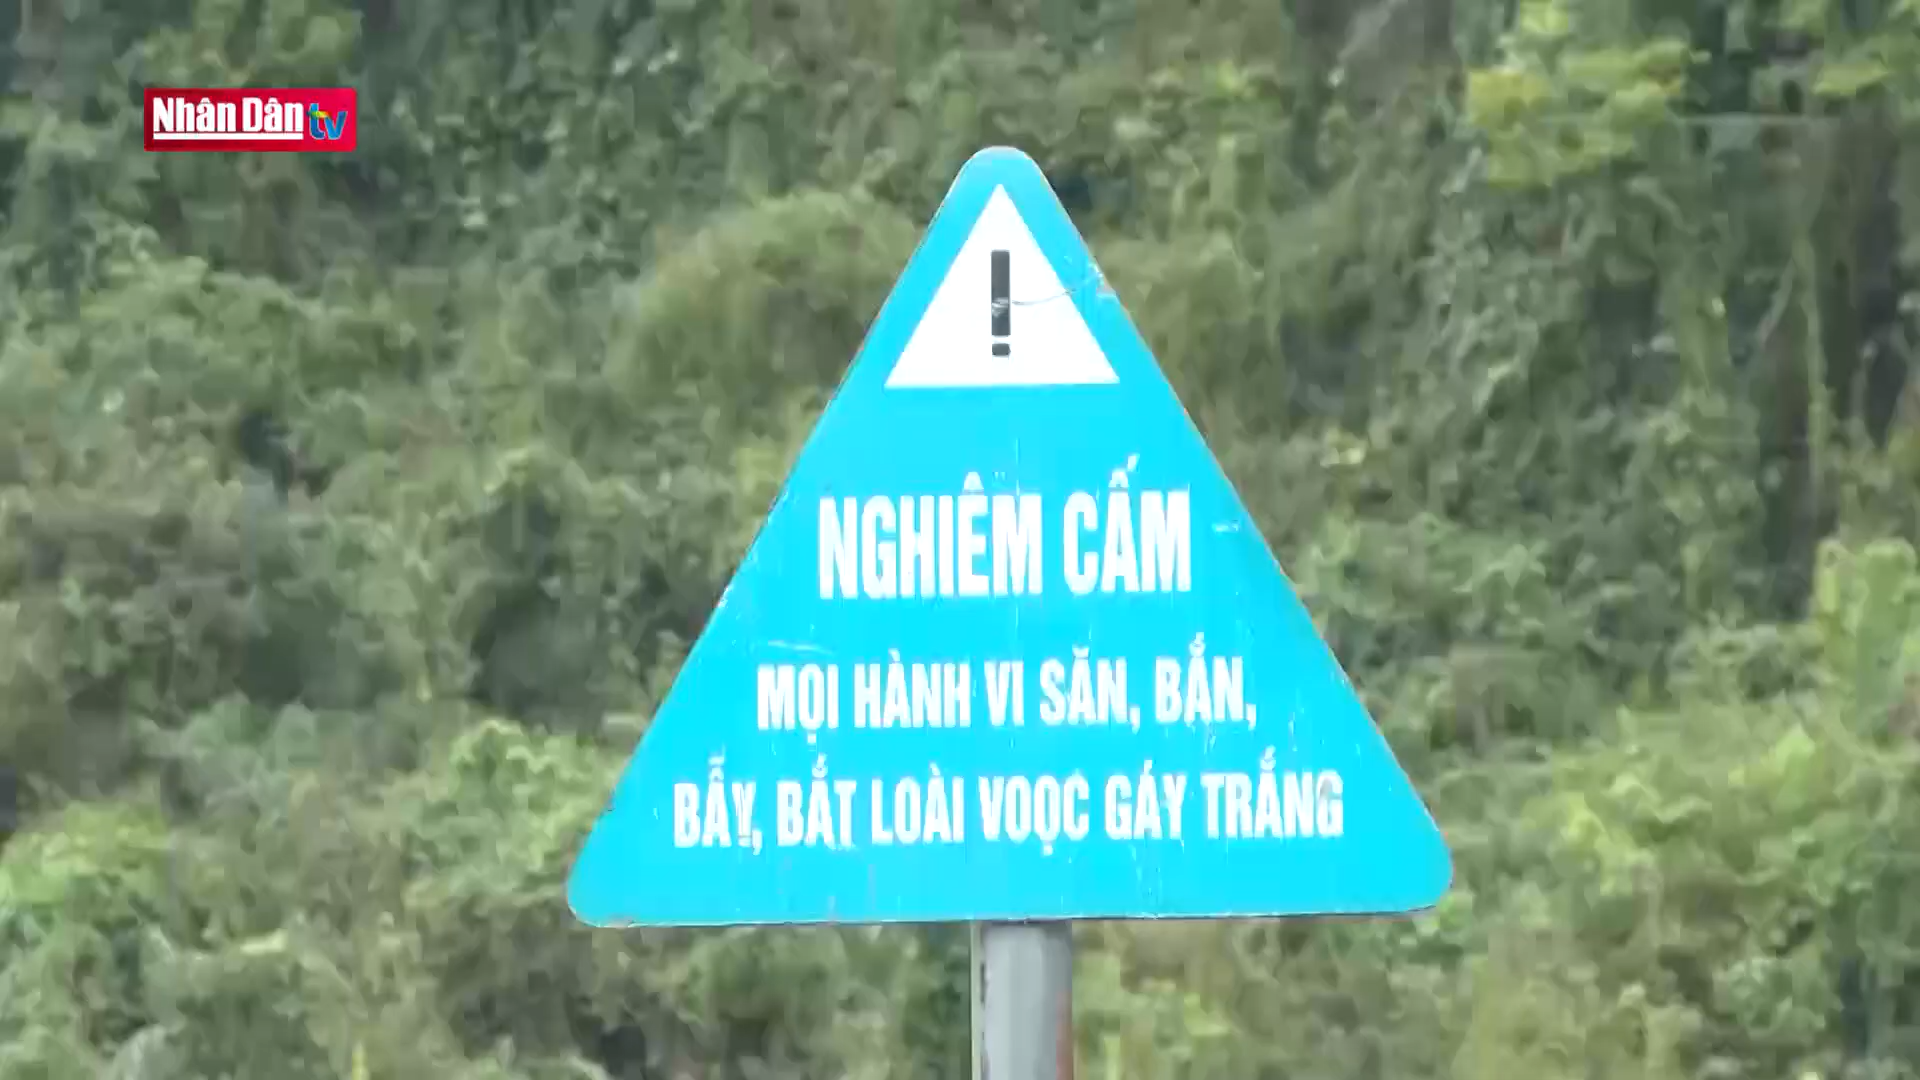 Nhân Dân tv
!
NGHIÊM CẤM
MỌI HÀNH VI SĂN, BẮN,
BẪY, BẮT LOÀI VOỌC GÁY TRẮNG